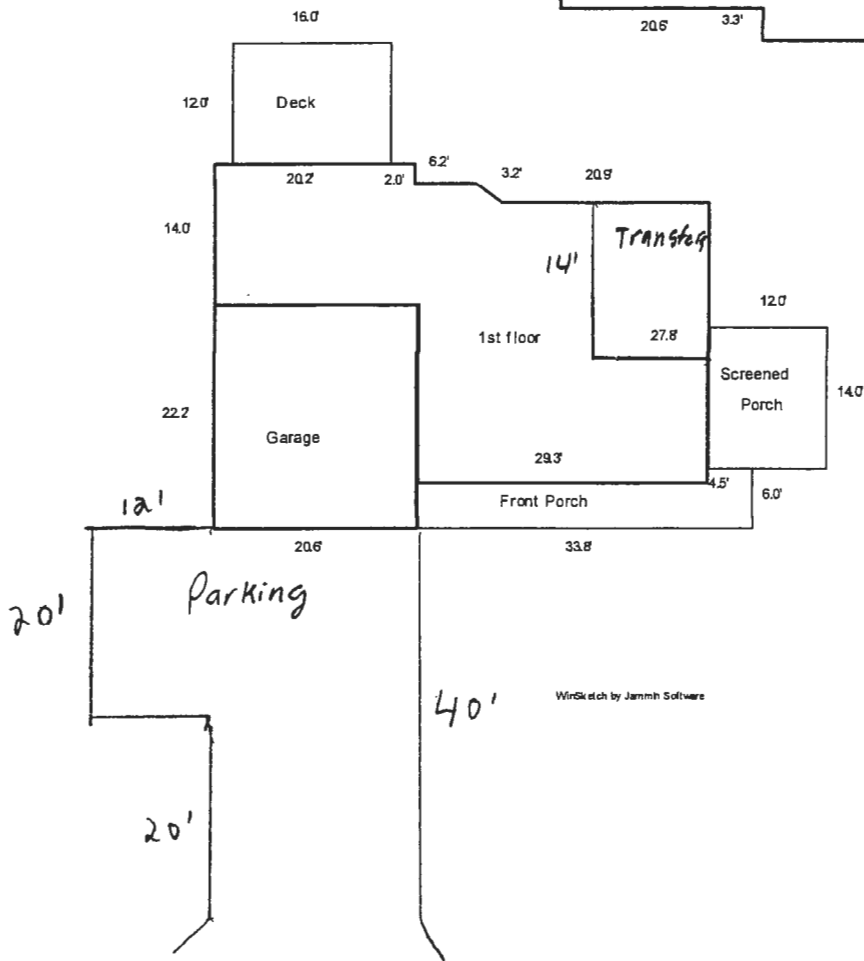 20.6' 3.3'
16.0'
12.0'
Deck
6.2'
3.2'
20.9'
20.2'
2.0'
14.0'
Transfer
14'
12.0'
1st floor
27.8'
Screened
Porch
14.0'
22.2'
Garage
29.3'
4.5'
6.0'
Front Porch
12'
20.6'
33.8'
Parking
20'
40'
WinSketch by Jammin Software
20'